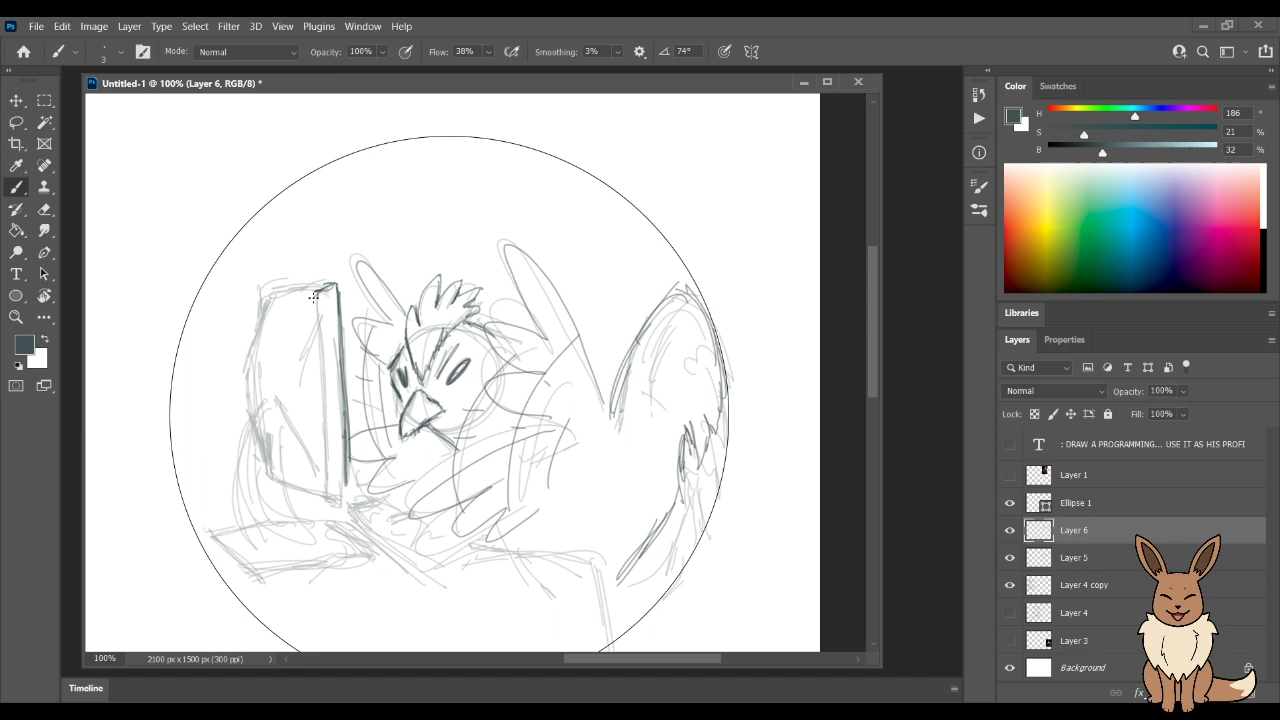 Ps File Edit Image Layer Type Select Filter 3D View Plugins Window Help
3 Mode: Normal Opacity: 100% Flow: 38% Smoothing: 3% 74°
Untitled-1 @ 100% (Layer 6, RGB/8) *
Color Swatches
H 186 °
S 21 %
B 32 %
Libraries
Layers Properties
Kind
Normal Opacity: 100%
Lock: Fill: 100%
T : DRAW A PROGRAMMING... USE IT AS HIS PROFI
Layer 1
Ellipse 1
Layer 6
Layer 5
Layer 4 copy
Layer 4
Layer 3
Background
fx
100% 2100 px x 1500 px (300 ppi)
Timeline